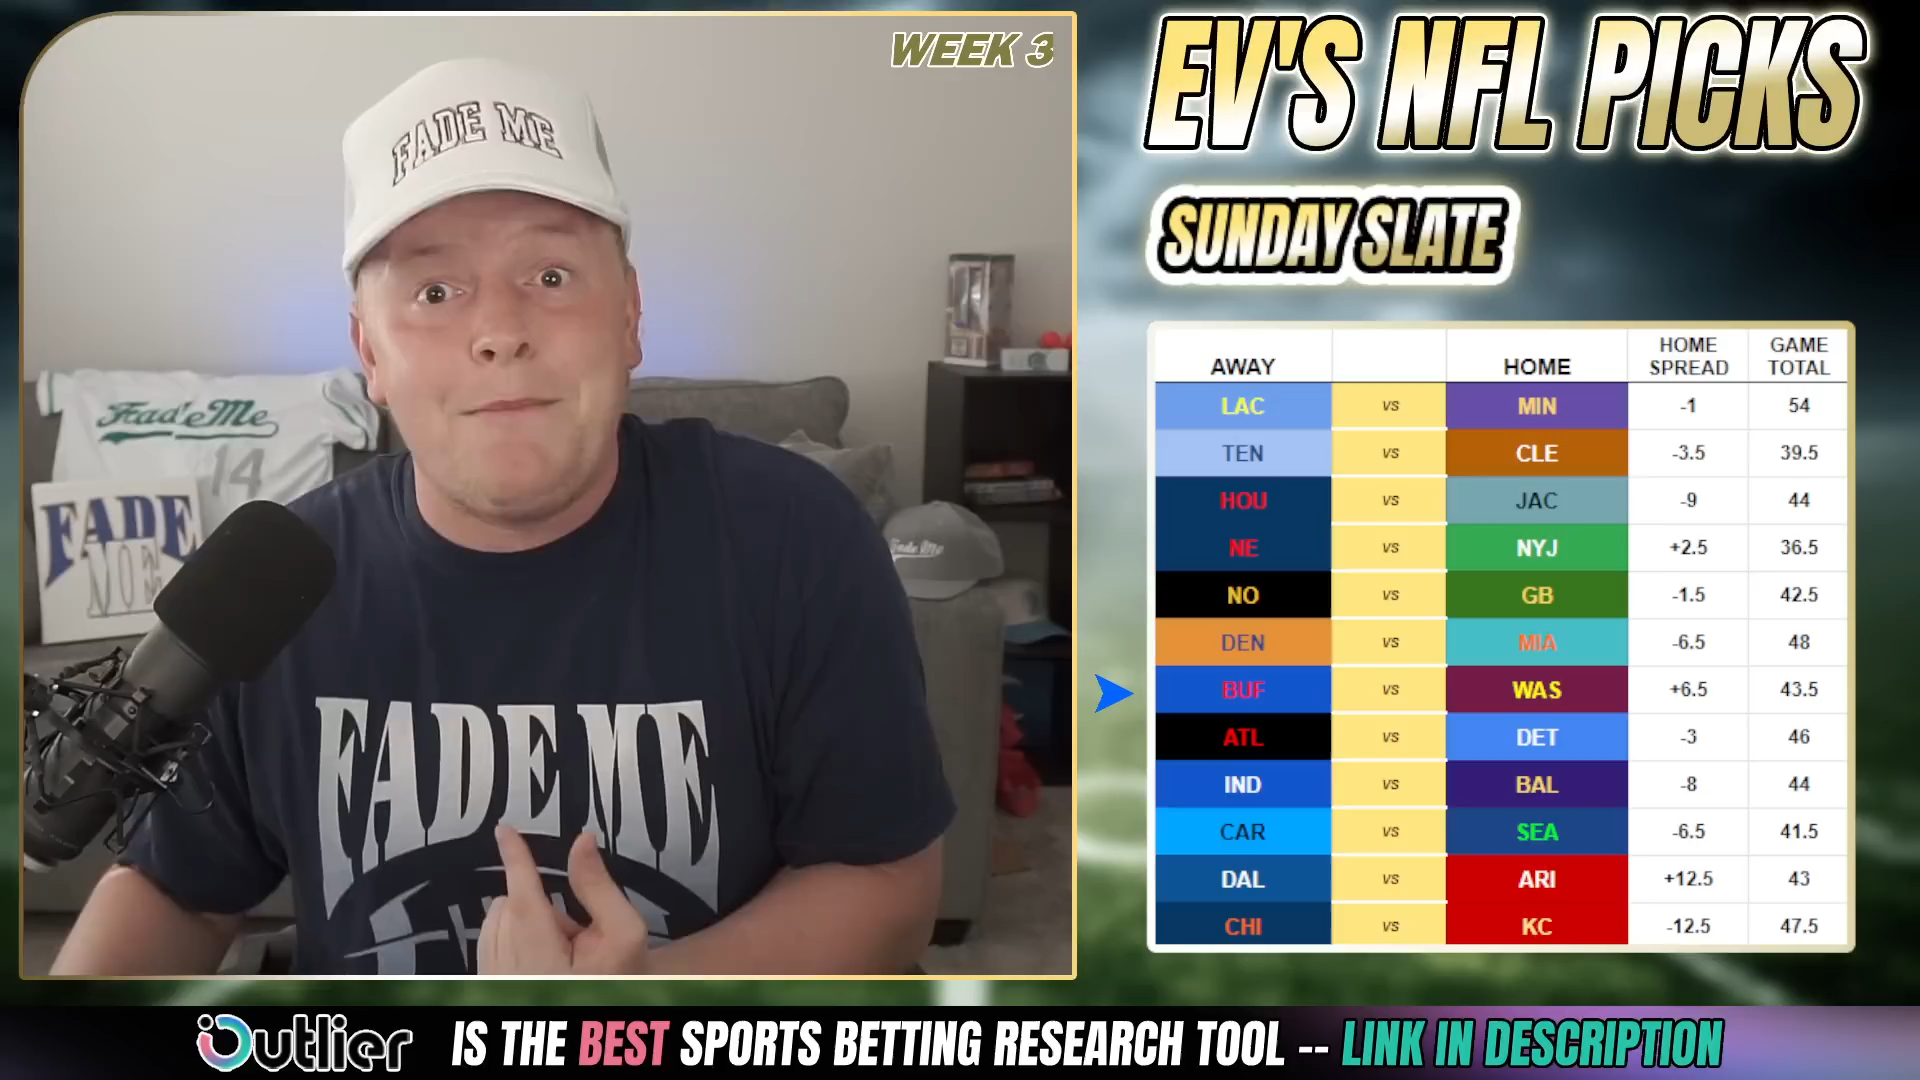 WEEK 3
FADE ME
Fade Me
14
FADE
ME
Fade Me
FADE ME
EV'S NFL PICKS
SUNDAY SLATE
AWAY HOME HOME SPREAD GAME TOTAL
LAC vs MIN -1 54
TEN vs CLE -3.5 39.5
HOU vs JAC -9 44
NE vs NYJ +2.5 36.5
NO vs GB -1.5 42.5
DEN vs MIA -6.5 48
BUF vs WAS +6.5 43.5
ATL vs DET -3 46
IND vs BAL -8 44
CAR vs SEA -6.5 41.5
DAL vs ARI +12.5 43
CHI vs KC -12.5 47.5
Outlier IS THE BEST SPORTS BETTING RESEARCH TOOL -- LINK IN DESCRIPTION